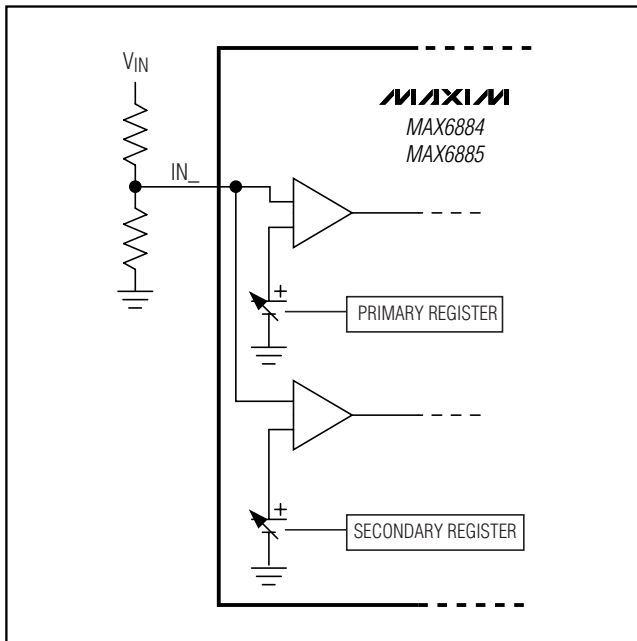 VIN
MAXIM
MAX6884
MAX6885
IN_
+
PRIMARY REGISTER
+
SECONDARY REGISTER